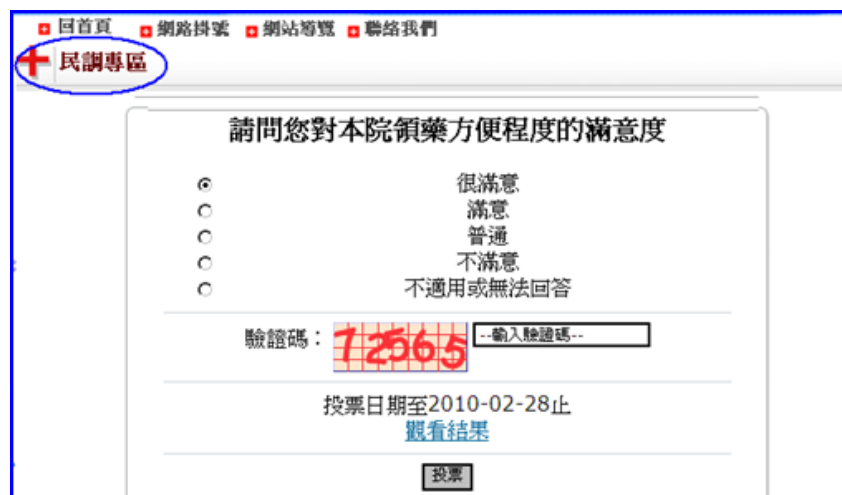 回首頁 網路掛號 網站導覽 聯絡我們
民調專區
請問您對本院領藥方便程度的滿意度
很滿意
滿意
普通
不滿意
不適用或無法回答
驗證碼： 72565 --輸入驗證碼--
投票日期至2010-02-28止
觀看結果
投票